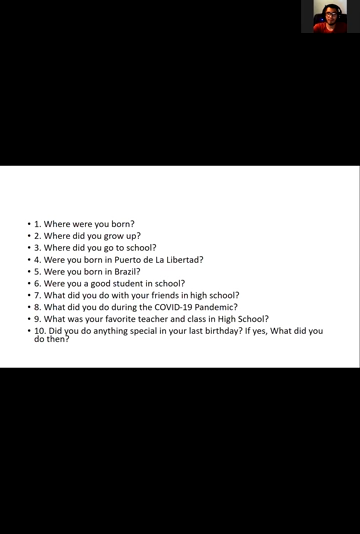 • 1. Where were you born?
• 2. Where did you grow up?
• 3. Where did you go to school?
• 4. Were you born in Puerto de La Libertad?
• 5. Were you born in Brazil?
• 6. Were you a good student in school?
• 7. What did you do with your friends in high school?
• 8. What did you do during the COVID-19 Pandemic?
• 9. What was your favorite teacher and class in High School?
• 10. Did you do anything special in your last birthday? If yes, What did you
do then?